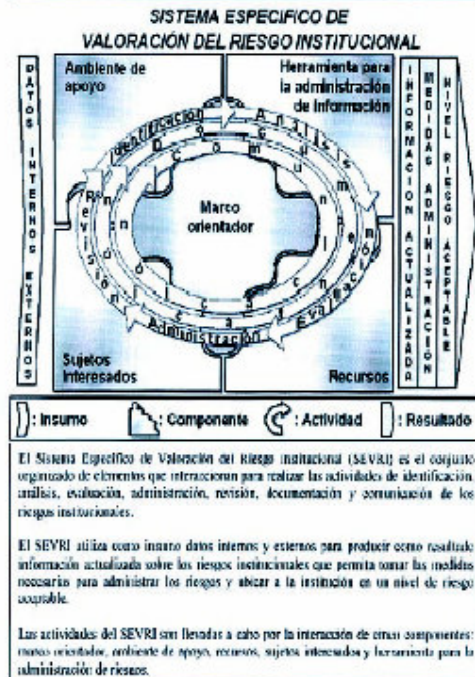 SISTEMA ESPECIFICO DE
VALORACIÓN DEL RIESGO INSTITUCIONAL
DATOS INTERNOS EXTERNOS
Ambiente de
apoyo
Herramienta para
la administración
de Información
INFORMACION ACTUALIZADA
MEDIDAS ADMINISTRACIÓN
NIVEL RIESGO ACEPTABLE
Identificación
Análisis
Evaluación
Administración
Revisión
Marco
orientador
Sujetos
Interesados
Recursos
: Insumo
: Componente
: Actividad
: Resultado
El Sistema Específico de Valoración del Riesgo Institucional (SEVRI) es el conjunto
organizado de elementos que interaccionan para realizar las actividades de identificación,
análisis, evaluación, administración, revisión, documentación y comunicación de los
riesgos institucionales.
El SEVRI utiliza como insumo datos internos y externos para producir como resultado
información actualizada sobre los riesgos institucionales que permita tomar las medidas
necesarias para administrar los riesgos y ubicar a la institución en un nivel de riesgo
aceptable.
Las actividades del SEVRI son llevadas a cabo por la interacción de cinco componentes:
marco orientador, ambiente de apoyo, recursos, sujetos interesados y herramienta para la
administración de riesgos.